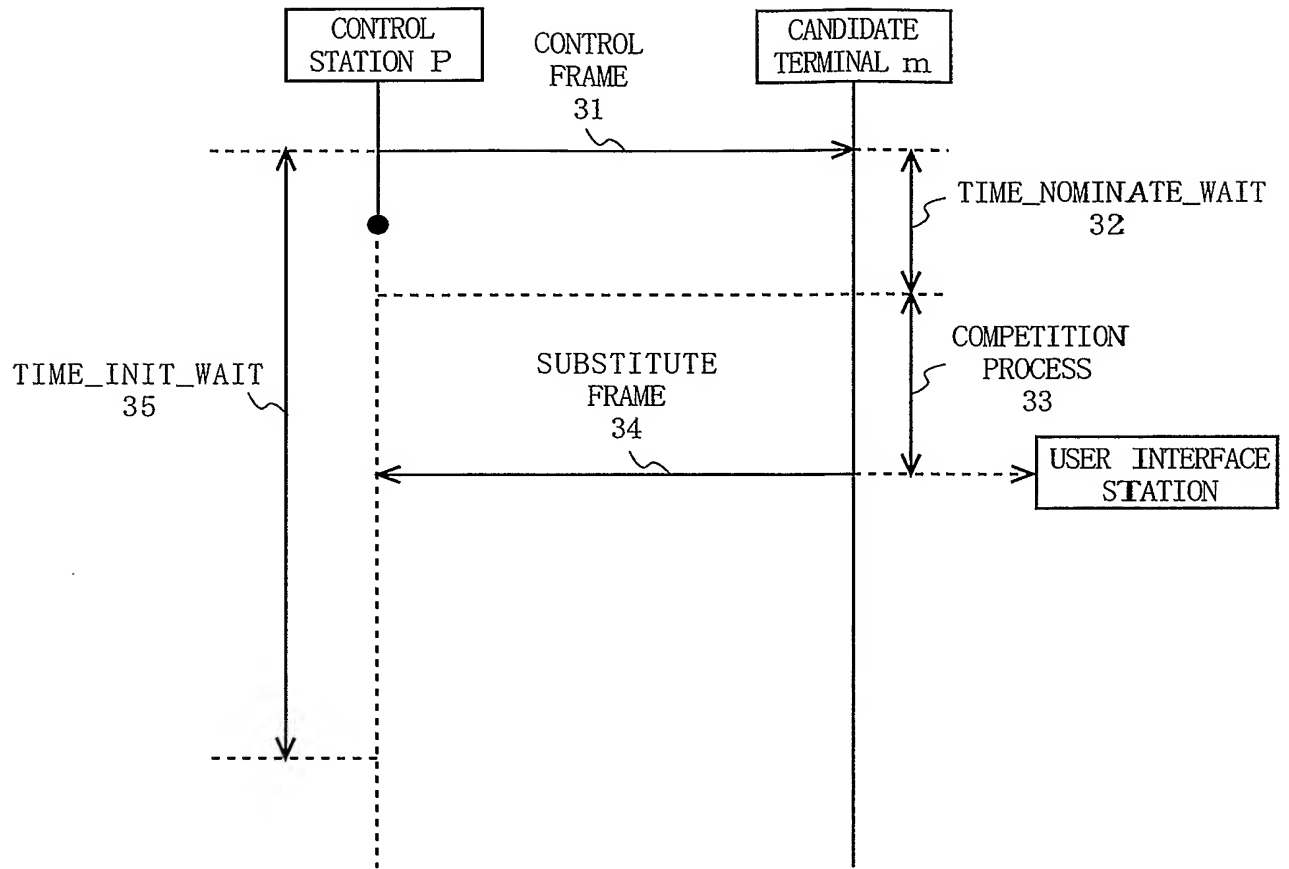 CONTROL
STATION P
CONTROL
FRAME
31
CANDIDATE
TERMINAL m
TIME_NOMINATE_WAIT
32
COMPETITION
PROCESS
33
TIME_INIT_WAIT
35
SUBSTITUTE
FRAME
34
USER INTERFACE
STATION